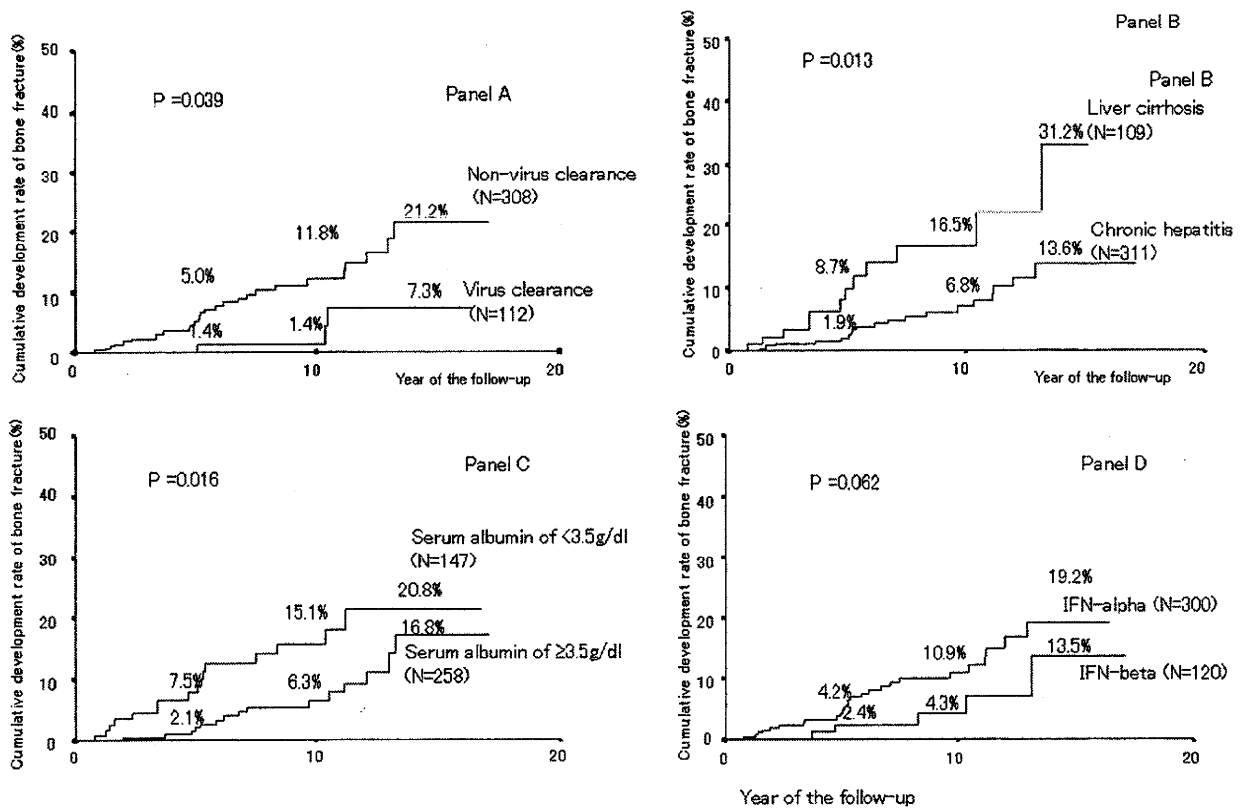 Cumulative development rate of bone fracture(%)
50
40
30
20
10
0
P =0.039
Panel A
Non-virus clearance
(N=308)
21.2%
11.8%
5.0%
Virus clearance
(N=112)
7.3%
1.4%
1.4%
0
10
20
Year of the follow-up
Panel B
Cumulative development rate of bone fracture(%)
50
40
30
20
10
0
P =0.013
Panel B
Liver cirrhosis
31.2% (N=109)
16.5%
8.7%
Chronic hepatitis
13.6% (N=311)
6.8%
1.9%
0
10
20
Year of the follow-up
Cumulative development rate of bone fracture(%)
50
40
30
20
10
0
P =0.016
Panel C
Serum albumin of <3.5g/dl
(N=147)
20.8%
15.1%
7.5%
16.8%
Serum albumin of ≥3.5g/dl
(N=258)
6.3%
2.1%
0
10
20
Cumulative development rate of bone fracture(%)
50
40
30
20
10
0
P =0.062
Panel D
19.2%
IFN-alpha (N=300)
10.9%
4.2%
13.5%
IFN-beta (N=120)
4.3%
2.4%
0
10
20
Year of the follow-up